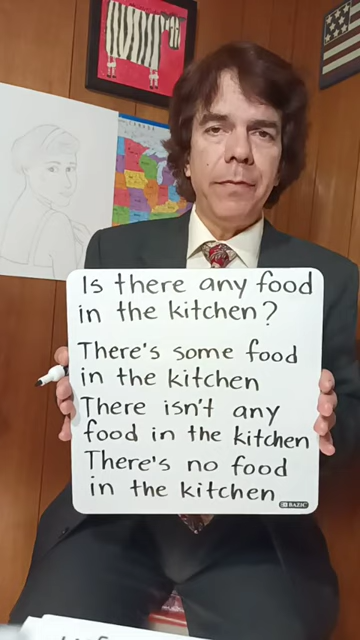 Is there any food
in the kitchen?
There's some food
in the kitchen
There isn't any
food in the kitchen
There's no food
in the kitchen
BAZIC